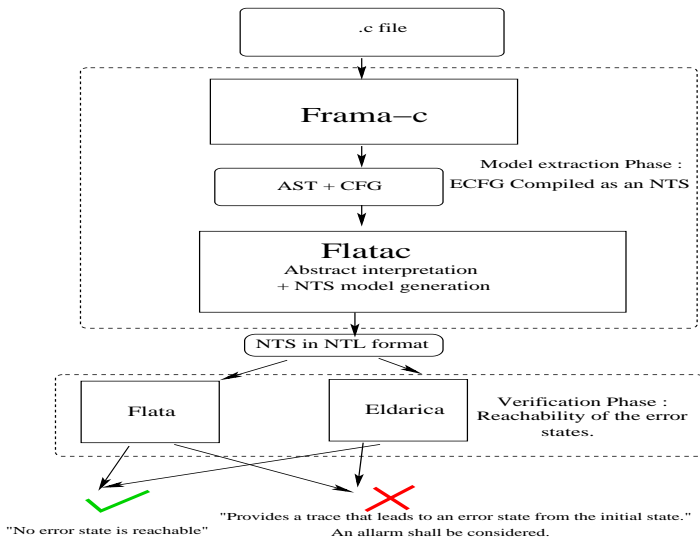 .c file
Frama–c
Model extraction Phase :
ECFG Compiled as an NTS
AST + CFG
Flatac
Abstract interpretation
+ NTS model generation
NTS in NTL format
Flata
Eldarica
Verification Phase :
Reachability of the error
states.
"No error state is reachable"
"Provides a trace that leads to an error state from the initial state."
An allarm shall be considered.